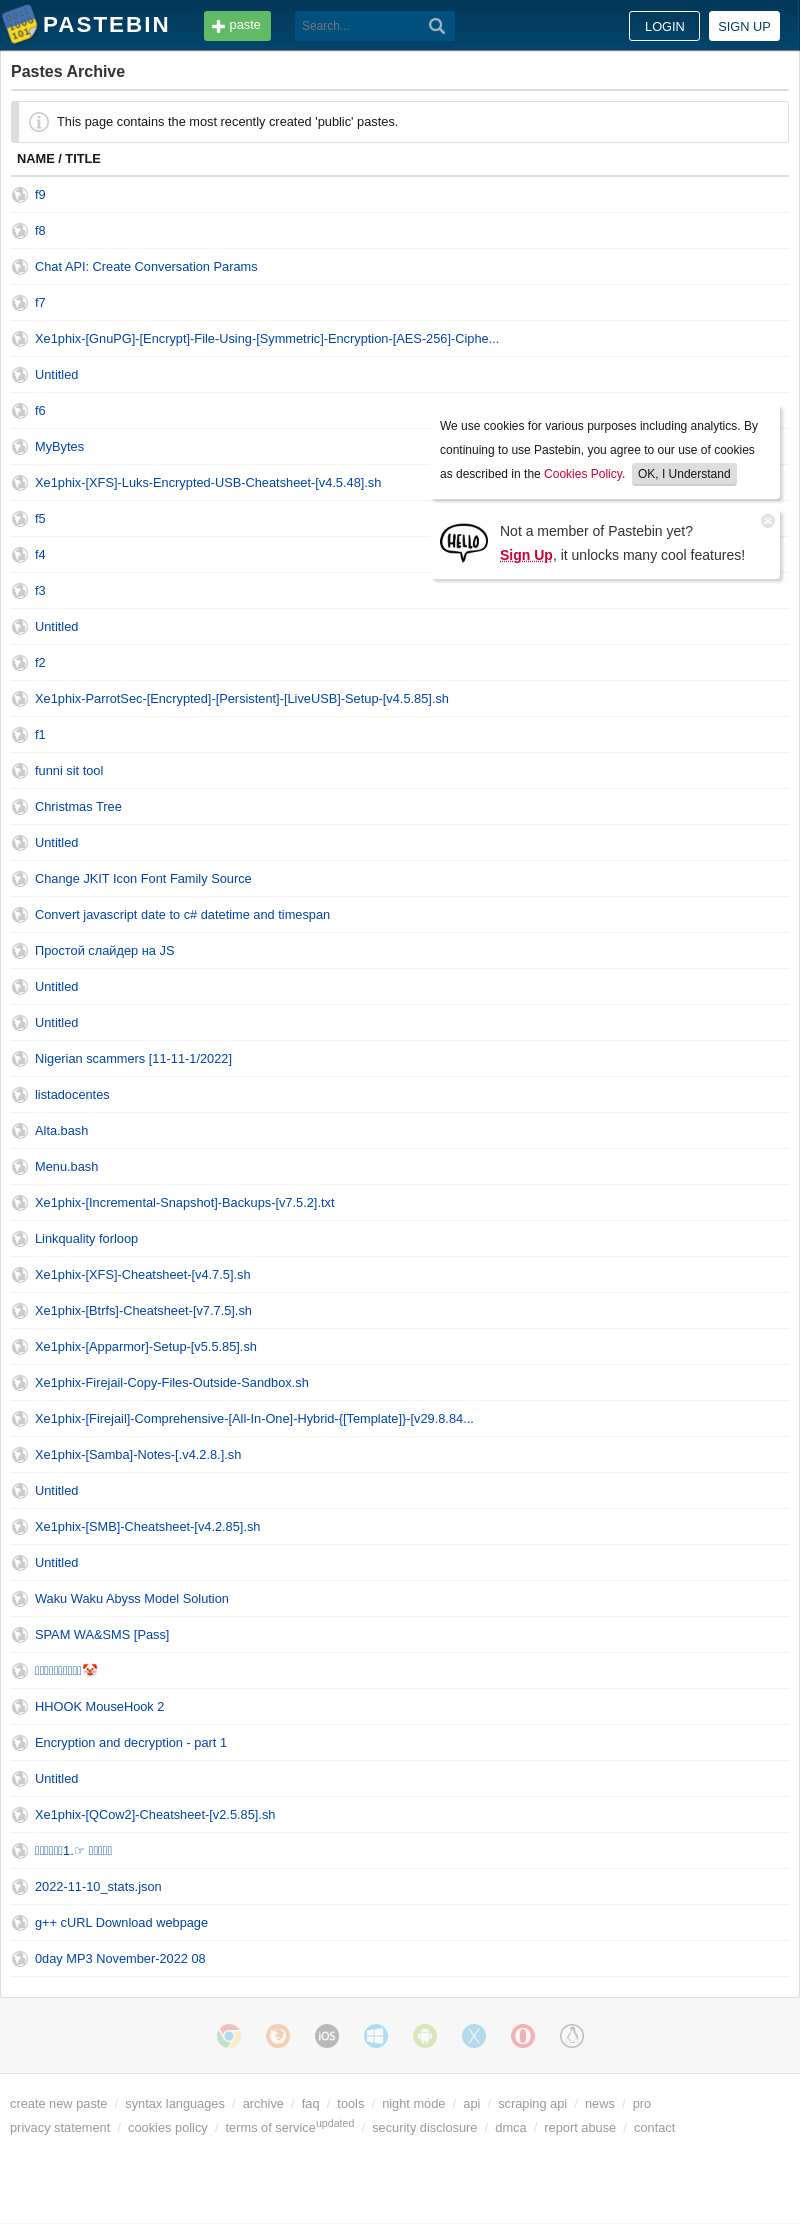 PASTEBIN
paste
Search...
LOGIN
SIGN UP
Pastes Archive
This page contains the most recently created 'public' pastes.
NAME / TITLE
f9
f8
Chat API: Create Conversation Params
f7
Xe1phix-[GnuPG]-[Encrypt]-File-Using-[Symmetric]-Encryption-[AES-256]-Ciphe...
Untitled
f6
MyBytes
Xe1phix-[XFS]-Luks-Encrypted-USB-Cheatsheet-[v4.5.48].sh
f5
f4
f3
Untitled
f2
Xe1phix-ParrotSec-[Encrypted]-[Persistent]-[LiveUSB]-Setup-[v4.5.85].sh
f1
funni sit tool
Christmas Tree
Untitled
Change JKIT Icon Font Family Source
Convert javascript date to c# datetime and timespan
Простой слайдер на JS
Untitled
Untitled
Nigerian scammers [11-11-1/2022]
listadocentes
Alta.bash
Menu.bash
Xe1phix-[Incremental-Snapshot]-Backups-[v7.5.2].txt
Linkquality forloop
Xe1phix-[XFS]-Cheatsheet-[v4.7.5].sh
Xe1phix-[Btrfs]-Cheatsheet-[v7.7.5].sh
Xe1phix-[Apparmor]-Setup-[v5.5.85].sh
Xe1phix-Firejail-Copy-Files-Outside-Sandbox.sh
Xe1phix-[Firejail]-Comprehensive-[All-In-One]-Hybrid-{[Template]}-[v29.8.84...
Xe1phix-[Samba]-Notes-[.v4.2.8.].sh
Untitled
Xe1phix-[SMB]-Cheatsheet-[v4.2.85].sh
Untitled
Waku Waku Abyss Model Solution
SPAM WA&SMS [Pass]
🤡
HHOOK MouseHook 2
Encryption and decryption - part 1
Untitled
Xe1phix-[QCow2]-Cheatsheet-[v2.5.85].sh
1.☞
2022-11-10_stats.json
g++ cURL Download webpage
0day MP3 November-2022 08
We use cookies for various purposes including analytics. By
continuing to use Pastebin, you agree to our use of cookies
as described in the Cookies Policy. OK, I Understand
HELLO
Not a member of Pastebin yet?
Sign Up, it unlocks many cool features!
iOS
create new paste / syntax languages / archive / faq / tools / night mode / api / scraping api / news / pro
privacy statement / cookies policy / terms of service updated / security disclosure / dmca / report abuse / contact